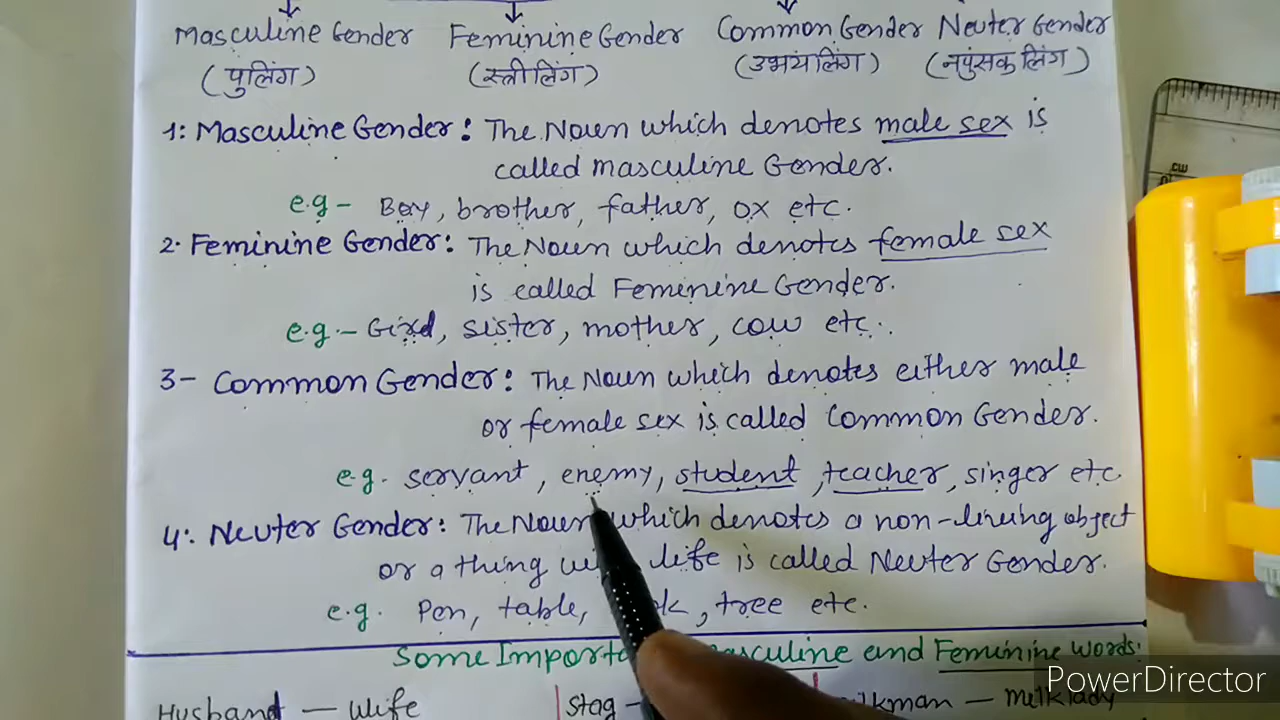 Masculine Gender Feminine Gender Common Gender Neuter Gender
(पुलिंग) (स्त्रीलिंग) (उभयलिंग) (नपुंसकलिंग)
1: Masculine Gender: The Noun which denotes male sex is
called masculine Gender.
e.g - Boy, brother, father, ox etc.
2. Feminine Gender: The Noun which denotes female sex
is called Feminine Gender.
e.g.- Girl, sister, mother, cow etc.
3- Common Gender: The Noun which denotes either male
or female sex is called Common Gender.
e.g. servant, enemy, student, teacher, singer etc.
4: Neuter Gender: The Noun which denotes a non-living object
or a thing life is called Neuter Gender.
e.g. Pen, table, tree etc.
Some Masculine and Feminine words:
Husband — Wife Stag — milkman — Milklady
CW
0
PowerDirector